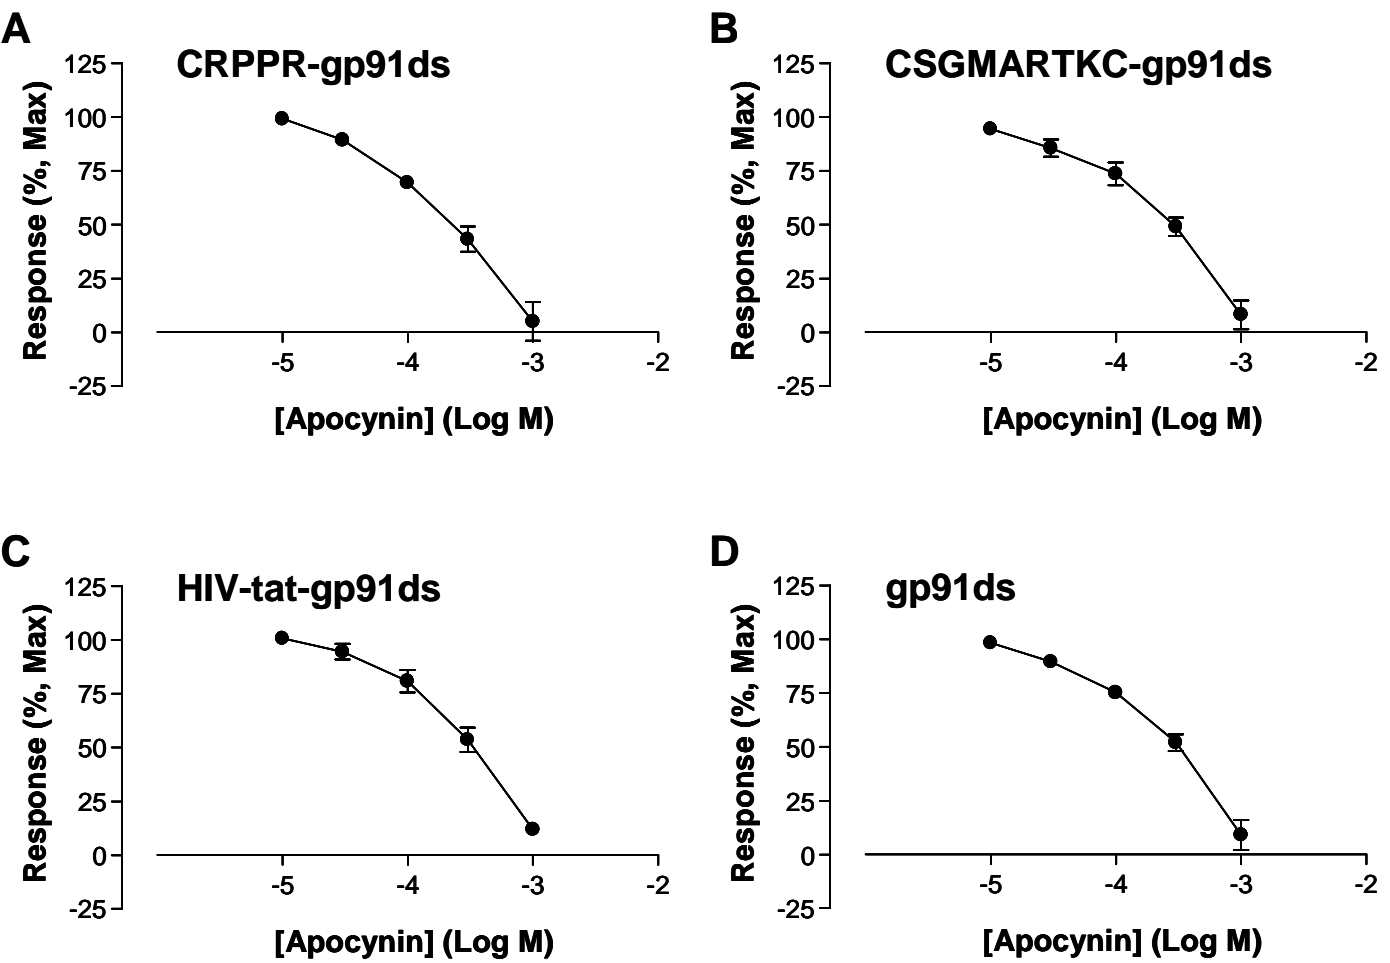 A
CRPPR-gp91ds
Response (%, Max)
125
100
75
50
25
0
-25
-5 -4 -3 -2
[Apocynin] (Log M)
B
CSGMARTKC-gp91ds
Response (%, Max)
125
100
75
50
25
0
-25
-5 -4 -3 -2
[Apocynin] (Log M)
C
HIV-tat-gp91ds
Response (%, Max)
125
100
75
50
25
0
-25
-5 -4 -3 -2
[Apocynin] (Log M)
D
gp91ds
Response (%, Max)
125
100
75
50
25
0
-25
-5 -4 -3 -2
[Apocynin] (Log M)